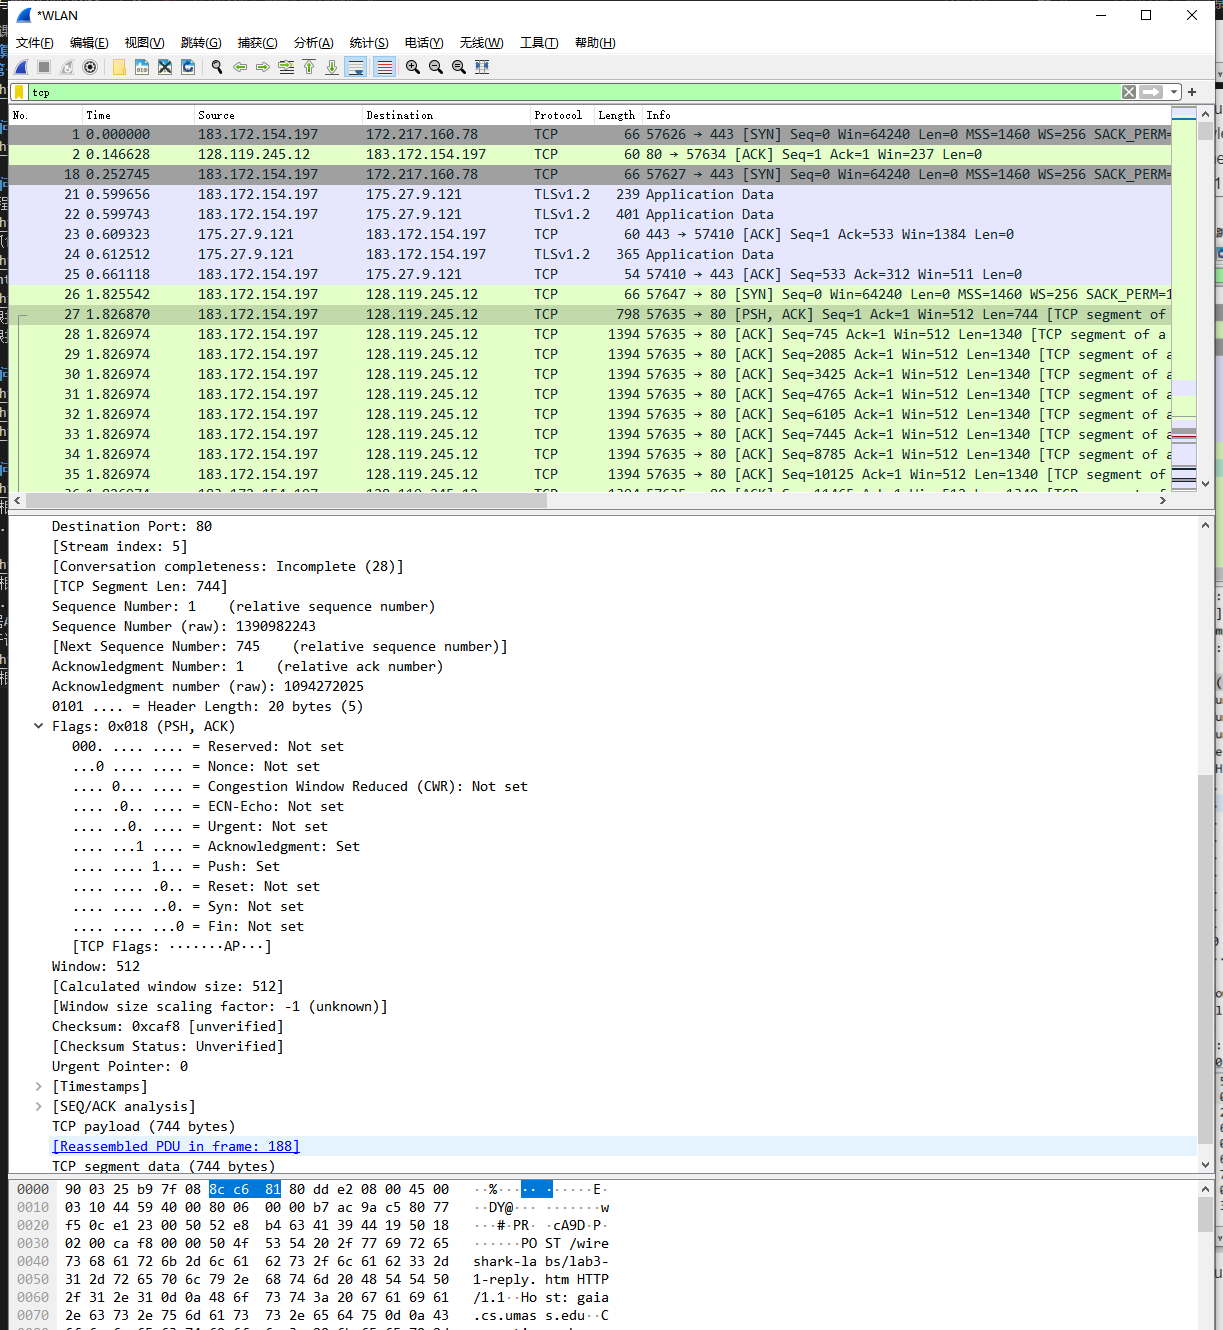 *WLAN
文件(F) 编辑(E) 视图(V) 跳转(G) 捕获(C) 分析(A) 统计(S) 电话(Y) 无线(W) 工具(T) 帮助(H)
tcp
No. Time Source Destination Protocol Length Info
1 0.000000 183.172.154.197 172.217.160.78 TCP 66 57626 → 443 [SYN] Seq=0 Win=64240 Len=0 MSS=1460 WS=256 SACK_PERM=
2 0.146628 128.119.245.12 183.172.154.197 TCP 60 80 → 57634 [ACK] Seq=1 Ack=1 Win=237 Len=0
18 0.252745 183.172.154.197 172.217.160.78 TCP 66 57627 → 443 [SYN] Seq=0 Win=64240 Len=0 MSS=1460 WS=256 SACK_PERM=
21 0.599656 183.172.154.197 175.27.9.121 TLSv1.2 239 Application Data
22 0.599743 183.172.154.197 175.27.9.121 TLSv1.2 401 Application Data
23 0.609323 175.27.9.121 183.172.154.197 TCP 60 443 → 57410 [ACK] Seq=1 Ack=533 Win=1384 Len=0
24 0.612512 175.27.9.121 183.172.154.197 TLSv1.2 365 Application Data
25 0.661118 183.172.154.197 175.27.9.121 TCP 54 57410 → 443 [ACK] Seq=533 Ack=312 Win=511 Len=0
26 1.825542 183.172.154.197 128.119.245.12 TCP 66 57647 → 80 [SYN] Seq=0 Win=64240 Len=0 MSS=1460 WS=256 SACK_PERM=1
27 1.826870 183.172.154.197 128.119.245.12 TCP 798 57635 → 80 [PSH, ACK] Seq=1 Ack=1 Win=512 Len=744 [TCP segment of
28 1.826974 183.172.154.197 128.119.245.12 TCP 1394 57635 → 80 [ACK] Seq=745 Ack=1 Win=512 Len=1340 [TCP segment of a
29 1.826974 183.172.154.197 128.119.245.12 TCP 1394 57635 → 80 [ACK] Seq=2085 Ack=1 Win=512 Len=1340 [TCP segment of a
30 1.826974 183.172.154.197 128.119.245.12 TCP 1394 57635 → 80 [ACK] Seq=3425 Ack=1 Win=512 Len=1340 [TCP segment of a
31 1.826974 183.172.154.197 128.119.245.12 TCP 1394 57635 → 80 [ACK] Seq=4765 Ack=1 Win=512 Len=1340 [TCP segment of a
32 1.826974 183.172.154.197 128.119.245.12 TCP 1394 57635 → 80 [ACK] Seq=6105 Ack=1 Win=512 Len=1340 [TCP segment of a
33 1.826974 183.172.154.197 128.119.245.12 TCP 1394 57635 → 80 [ACK] Seq=7445 Ack=1 Win=512 Len=1340 [TCP segment of a
34 1.826974 183.172.154.197 128.119.245.12 TCP 1394 57635 → 80 [ACK] Seq=8785 Ack=1 Win=512 Len=1340 [TCP segment of a
35 1.826974 183.172.154.197 128.119.245.12 TCP 1394 57635 → 80 [ACK] Seq=10125 Ack=1 Win=512 Len=1340 [TCP segment of
Destination Port: 80
[Stream index: 5]
[Conversation completeness: Incomplete (28)]
[TCP Segment Len: 744]
Sequence Number: 1 (relative sequence number)
Sequence Number (raw): 1390982243
[Next Sequence Number: 745 (relative sequence number)]
Acknowledgment Number: 1 (relative ack number)
Acknowledgment number (raw): 1094272025
0101 .... = Header Length: 20 bytes (5)
Flags: 0x018 (PSH, ACK)
000. .... .... = Reserved: Not set
...0 .... .... = Nonce: Not set
.... 0... .... = Congestion Window Reduced (CWR): Not set
.... .0.. .... = ECN-Echo: Not set
.... ..0. .... = Urgent: Not set
.... ...1 .... = Acknowledgment: Set
.... .... 1... = Push: Set
.... .... .0.. = Reset: Not set
.... .... ..0. = Syn: Not set
.... .... ...0 = Fin: Not set
[TCP Flags: ·······AP···]
Window: 512
[Calculated window size: 512]
[Window size scaling factor: -1 (unknown)]
Checksum: 0xcaf8 [unverified]
[Checksum Status: Unverified]
Urgent Pointer: 0
[Timestamps]
[SEQ/ACK analysis]
TCP payload (744 bytes)
[Reassembled PDU in frame: 188]
TCP segment data (744 bytes)
0000 90 03 25 b9 7f 08 8c c6 81 80 dd e2 08 00 45 00 ··%··· ·· ······E·
0010 03 10 44 59 40 00 80 06 00 00 b7 ac 9a c5 80 77 ··DY@··· ·······w
0020 f5 0c e1 23 00 50 52 e8 b4 63 41 39 44 19 50 18 ···#·PR· ·cA9D·P·
0030 02 00 ca f8 00 00 50 4f 53 54 20 2f 77 69 72 65 ······PO ST /wire
0040 73 68 61 72 6b 2d 6c 61 62 73 2f 6c 61 62 33 2d shark-la bs/lab3-
0050 31 2d 72 65 70 6c 79 2e 68 74 6d 20 48 54 54 50 1-reply. htm HTTP
0060 2f 31 2e 31 0d 0a 48 6f 73 74 3a 20 67 61 69 61 /1.1··Ho st: gaia
0070 2e 63 73 2e 75 6d 61 73 73 2e 65 64 75 0d 0a 43 .cs.umas s.edu··C